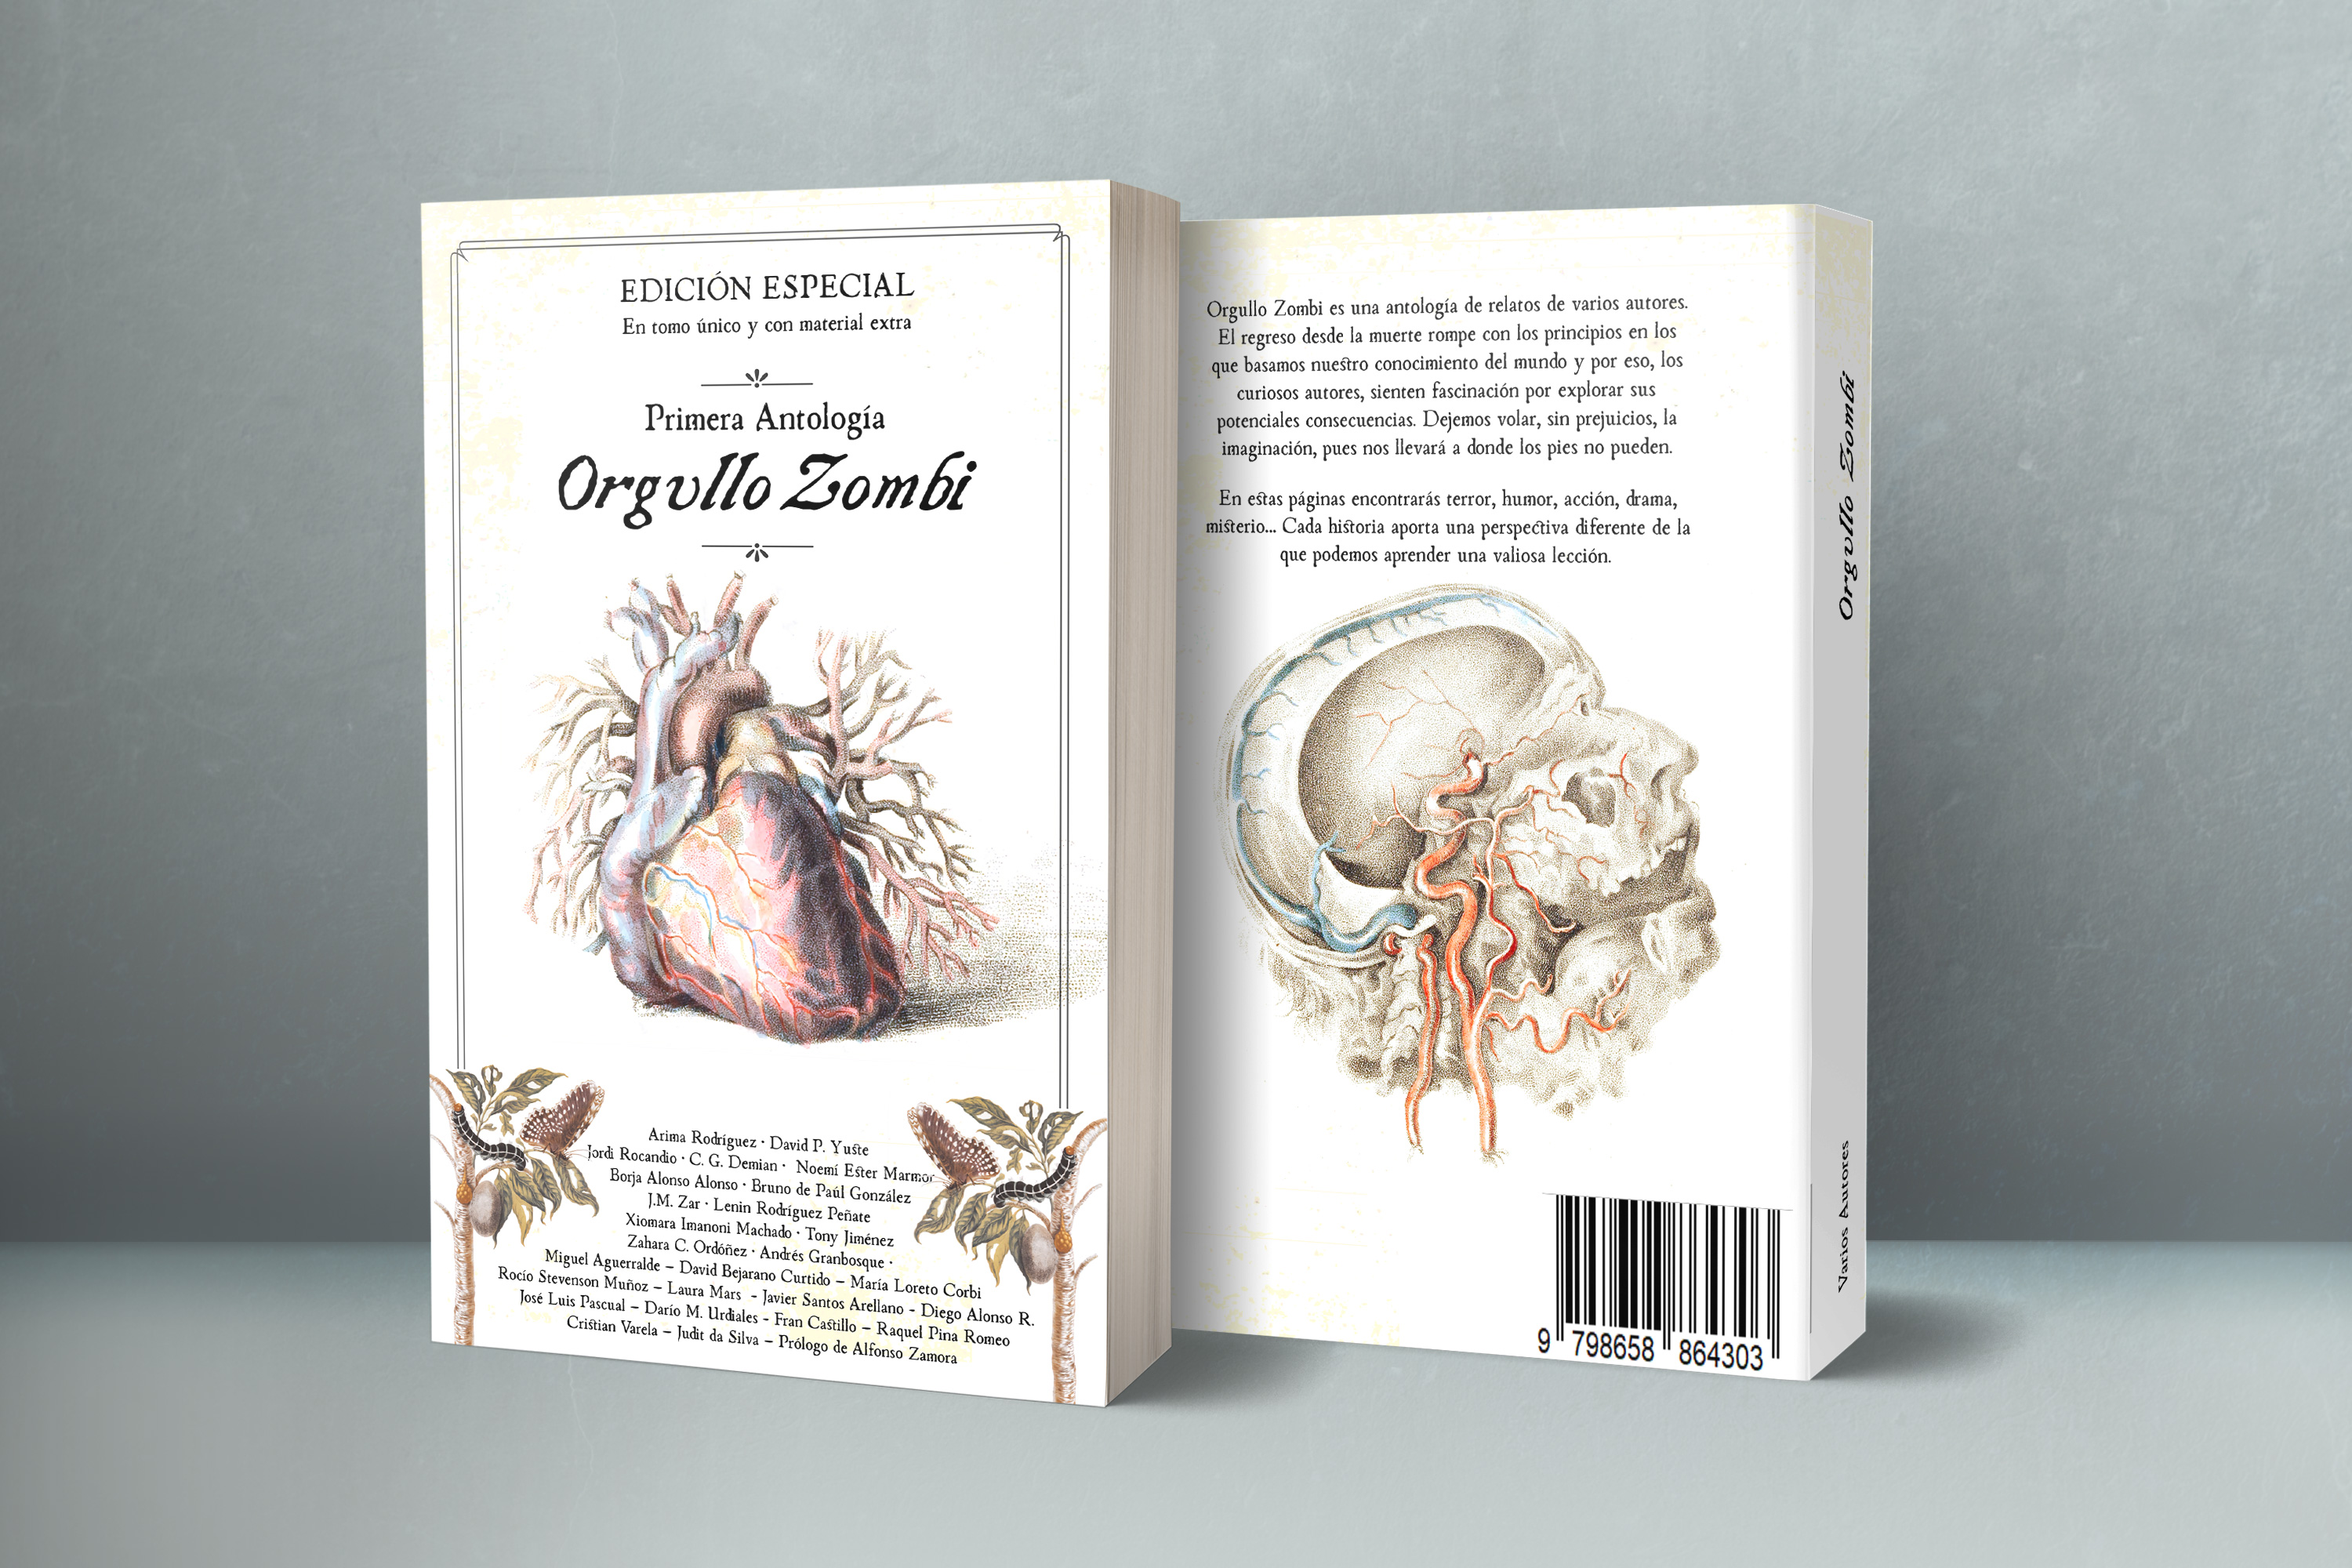 EDICIÓN ESPECIAL
En tomo único y con material extra
Primera Antología
Orgullo Zombi
Arima Rodríguez · David P. Yuste
Jordi Rocandio · C. G. Demian · Noemí Ester Marmor
Borja Alonso Alonso · Bruno de Paúl González
J.M. Zar · Lenin Rodríguez Peñate
Xiomara Imanoni Machado · Tony Jiménez
Zahara C. Ordóñez · Andrés Granbosque ·
Miguel Aguerralde – David Bejarano Curtido – María Loreto Corbi
Rocío Stevenson Muñoz – Laura Mars - Javier Santos Arellano - Diego Alonso R.
José Luis Pascual – Darío M. Urdiales - Fran Castillo – Raquel Pina Romeo
Cristian Varela – Judit da Silva – Prólogo de Alfonso Zamora
Orgullo Zombi es una antología de relatos de varios autores.
El regreso desde la muerte rompe con los principios en los
que basamos nuestro conocimiento del mundo y por eso, los
curiosos autores, sienten fascinación por explorar sus
potenciales consecuencias. Dejemos volar, sin prejuicios, la
imaginación, pues nos llevará a donde los pies no pueden.
En estas páginas encontrarás terror, humor, acción, drama,
misterio... Cada historia aporta una perspectiva diferente de la
que podemos aprender una valiosa lección.
9 798658 864303
Orgullo Zombi
Varios Autores